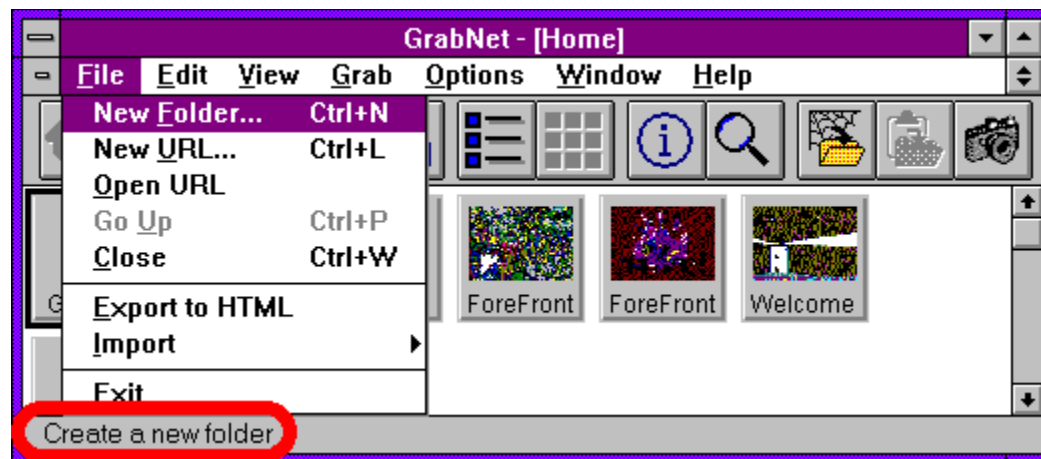 GrabNet - [Home]
File Edit View Grab Options Window Help
New Folder... Ctrl+N
New URL... Ctrl+L
Open URL
Go Up Ctrl+P
Close Ctrl+W
Export to HTML
Import
Exit
ForeFront ForeFront Welcome
Create a new folder